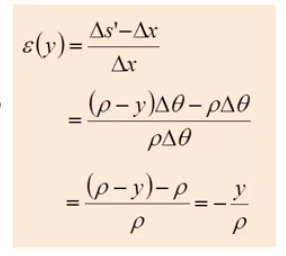 ε(y) = (Δs' − Δx) / Δx
= ((ρ − y)Δθ − ρΔθ) / (ρΔθ)
= ((ρ − y) − ρ) / ρ = − y / ρ